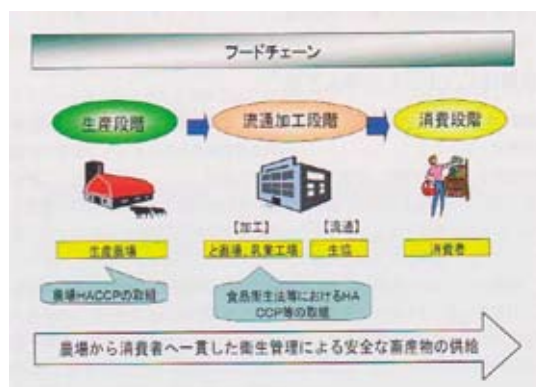 フードチェーン
生産段階
流通加工段階
消費段階
【加工】
【流通】
生産農場
と畜場、乳業工場
生協
消費者
農場HACCPの取組
食品衛生法等におけるHA
CCP等の取組
農場から消費者へ一貫した衛生管理による安全な畜産物の供給